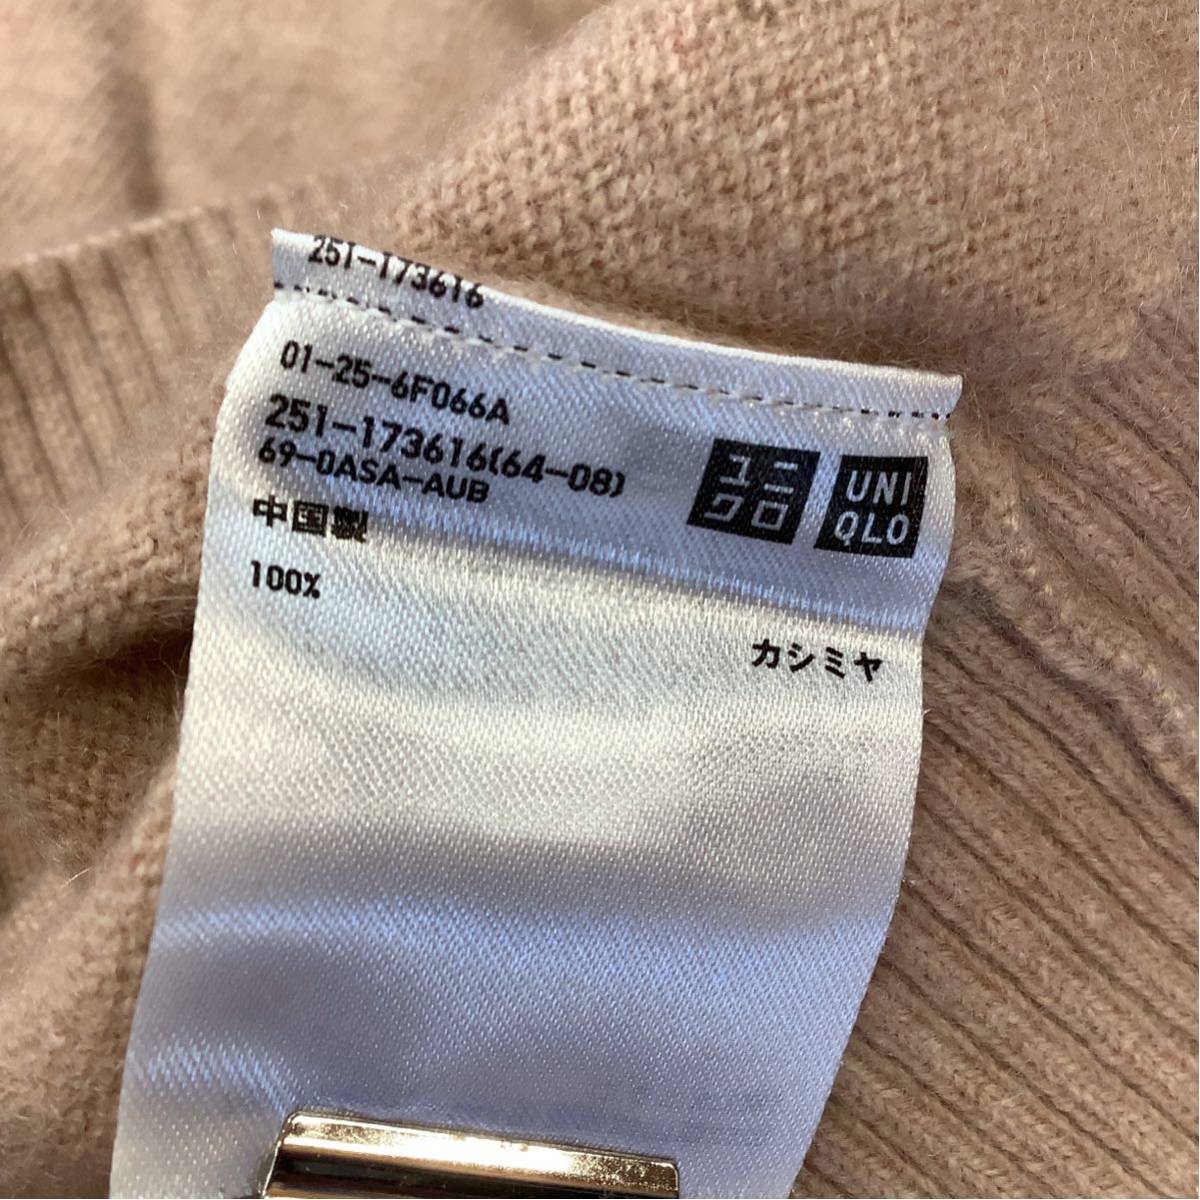 251-173616
01-25-6F066A
251-173616(64-08)
69-0ASA-AUB
中国製
100%
カシミヤ
ユニ
クロ
UNI
QLO